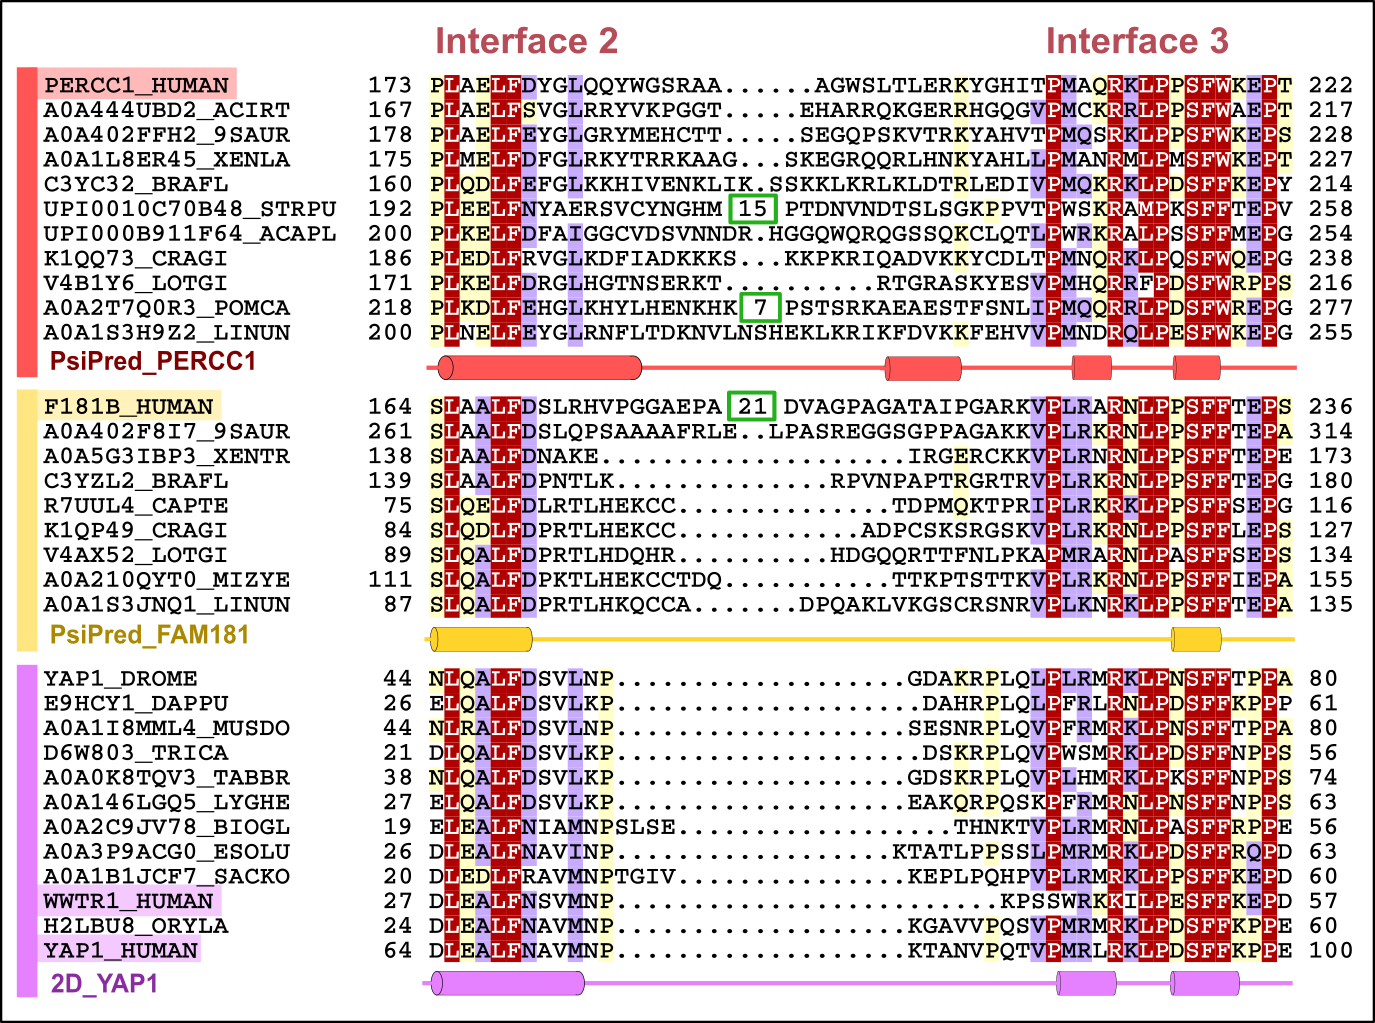 Interface 2 Interface 3
PERCC1_HUMAN 173 PLAELFDYGLQQYWGSRAA......AGWSLTLERKYGHITPMAQRKLPPSFWKEPT 222
A0A444UBD2_ACIRT 167 PLAELFSVGLRRYVKPGGT.....EHARRQKGERRHGQGVPMCKRRLPPSFWAEPT 217
A0A402FFH2_9SAUR 178 PLAELFEYGLGRYMEHCTT.....SEGQPSKVTRKYAHVTPMQSRKLPPSFWKEPS 228
A0A1L8ER45_XENLA 175 PLMELFDFGLRKYTRRKAAG...SKEGRQQRLHNKYAHLLPMANRMLPMSFWKEPT 227
C3YC32_BRAFL 160 PLQDLFEFGLKKHIVENKLIK.SSKKLKRLKLDTRLEDIVPMQKRKLPDSFFKEPY 214
UPI0010C70B48_STRPU 192 PLEELFNYAERSVCYNGHM 15 PTDNVNDTSLSGKPPVTPWSKRAMPKSFFTEPV 258
UPI000B911F64_ACAPL 200 PLKELFDFAIGGCVDSVNNDR.HGGQWQRQGSSQKCLQTLPWRKRALPSSFFMEPG 254
K1QQ73_CRAGI 186 PLEDLFRVGLKDFIADKKKS...KKPKRIQADVKKYCDLTPMNQRKLPQSFWQEPG 238
V4B1Y6_LOTGI 171 PLKELFDRGLHGTNSERKT..........RTGRASKYESVPMHQRRFPDSFWRPPS 216
A0A2T7Q0R3_POMCA 218 PLKDLFEHGLKHYLHENKHK 7 PSTSRKAEAESTFSNLIPMQQRRLPDSFWREPG 277
A0A1S3H9Z2_LINUN 200 PLNELFEYGLRNFLTDKNVLNSHEKLKRIKFDVKKFEHVVPMNDRQLPESFWREPG 255
PsiPred_PERCC1
F181B_HUMAN 164 SLAALFDSLRHVPGGAEPA 21 DVAGPAGATAIPGARKVPLRARNLPPSFFTEPS 236
A0A402F8I7_9SAUR 261 SLAALFDSLQPSAAAAFRLE..LPASREGGSGPPAGAKKVPLRKRNLPPSFFTEPA 314
A0A5G3IBP3_XENTR 138 SLAALFDNAKE....................IRGERCKKVPLRNRNLPPSFFTEPE 173
C3YZL2_BRAFL 139 SLAALFDPNTLK..............RPVNPAPTRGRTRVPLRKRNLPPSFFTEPG 180
R7UUL4_CAPTE 75 SLQELFDLRTLHEKCC..............TDPMQKTPRIPLRKRKLPPSFFSEPG 116
K1QP49_CRAGI 84 SLQDLFDPRTLHEKCC............ADPCSKSRGSKVPLRKRNLPPSFFLEPS 127
V4AX52_LOTGI 89 SLQALFDPRTLHDQHR..........HDGQQRTTFNLPKAPMRARNLPASFFSEPS 134
A0A210QYT0_MIZYE 111 SLQALFDPKTLHEKCCTDQ...........TTKPTSTTKVPLRKRNLPPSFFIEPA 155
A0A1S3JNQ1_LINUN 87 SLQALFDPRTLHKQCCA.......DPQAKLVKGSCRSNRVPLKNRKLPPSFFTEPA 135
PsiPred_FAM181
YAP1_DROME 44 NLQALFDSVLNP...................GDAKRPLQLPLRMRKLPNSFFTPPA 80
E9HCY1_DAPPU 26 ELQALFDSVLKP....................DAHRPLQLPFRLRNLPDSFFKPPP 61
A0A1I8MML4_MUSDO 44 NLRALFDSVLNP...................SESNRPLQVPFRMRKLPNSFFTPPA 80
D6W803_TRICA 21 DLQALFDSVLKP....................DSKRPLQVPWSMRKLPDSFFNPPS 56
A0A0K8TQV3_TABBR 38 NLQALFDSVLKP...................GDSKRPLQVPLHMRKLPKSFFNPPS 74
A0A146LGQ5_LYGHE 27 ELQALFDSVLKP...................EAKQRPQSKPFRMRNLPNSFFNPPS 63
A0A2C9JV78_BIOGL 19 ELEALFNIAMNPSLSE..................THNKTVPLRMRNLPASFFRPPE 56
A0A3P9ACG0_ESOLU 26 DLEALFNAVINP..................KTATLPPSSLPMRMRKLPDSFFRQPD 63
A0A1B1JCF7_SACKO 20 DLEDLFRAVMNPTGIV...............KEPLPQHPVPLRMRKLPPSFFKEPD 60
WWTR1_HUMAN 27 DLEALFNSVMNP.........................KPSSWRKKILPESFFKEPD 57
H2LBU8_ORYLA 24 DLEALFNAVMNP...................KGAVVPQSVPMRMRKLPDSFFKPPE 60
YAP1_HUMAN 64 DLEALFNAVMNP...................KTANVPQTVPMRLRKLPDSFFKPPE 100
2D_YAP1